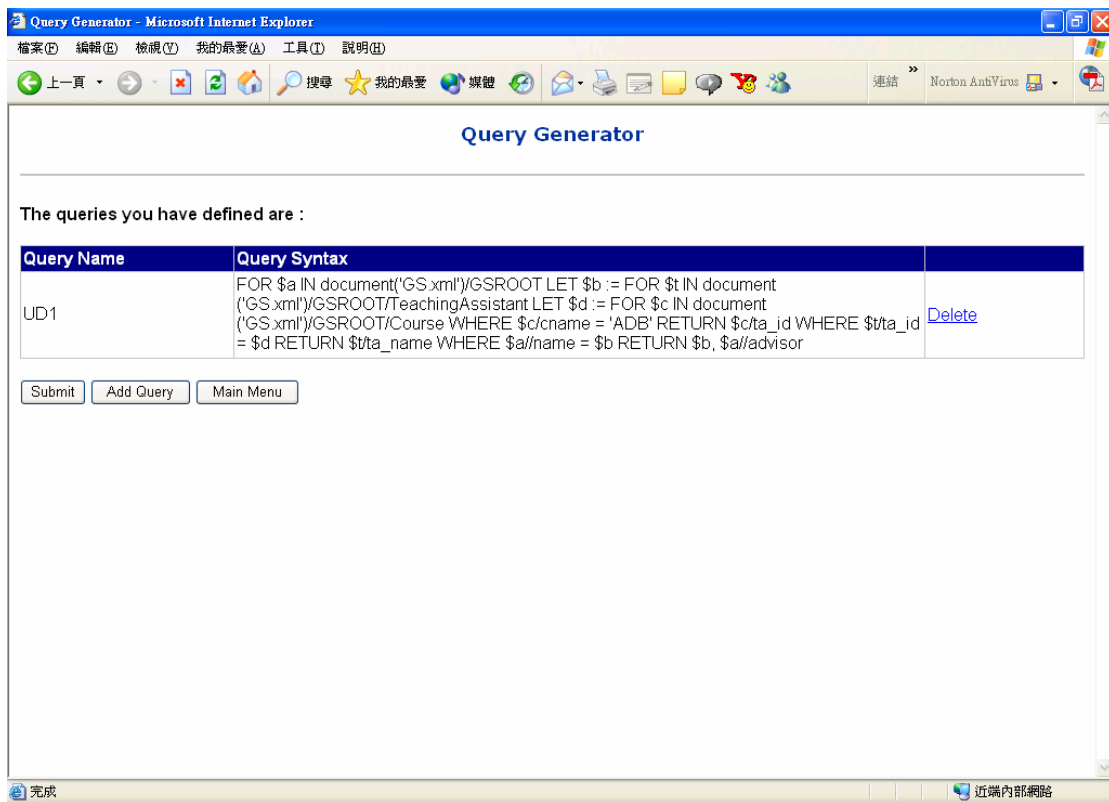 Query Generator - Microsoft Internet Explorer
檔案(F) 編輯(E) 檢視(V) 我的最愛(A) 工具(T) 說明(H)
上一頁 搜尋 我的最愛 媒體 連結 » Norton AntiVirus
Query Generator
The queries you have defined are :
Query Name Query Syntax
FOR $a IN document('GS.xml')/GSROOT LET $b := FOR $t IN document
('GS.xml')/GSROOT/TeachingAssistant LET $d := FOR $c IN document
UD1 ('GS.xml')/GSROOT/Course WHERE $c/cname = 'ADB' RETURN $c/ta_id WHERE $t/ta_id Delete
= $d RETURN $t/ta_name WHERE $a//name = $b RETURN $b, $a//advisor
Submit Add Query Main Menu
完成 近端內部網路